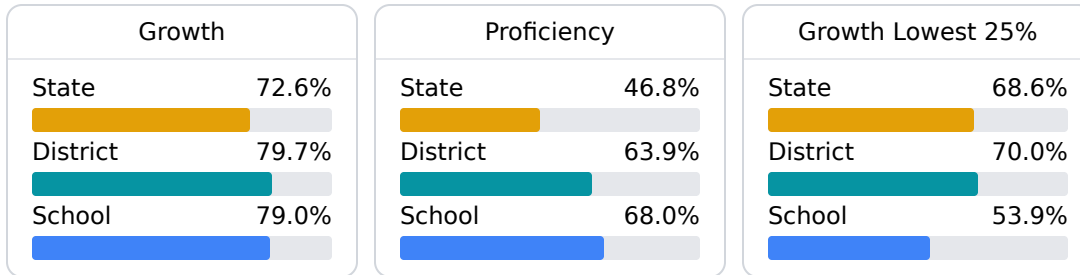 Growth
State 72.6%
District 79.7%
School 79.0%
Proficiency
State 46.8%
District 63.9%
School 68.0%
Growth Lowest 25%
State 68.6%
District 70.0%
School 53.9%